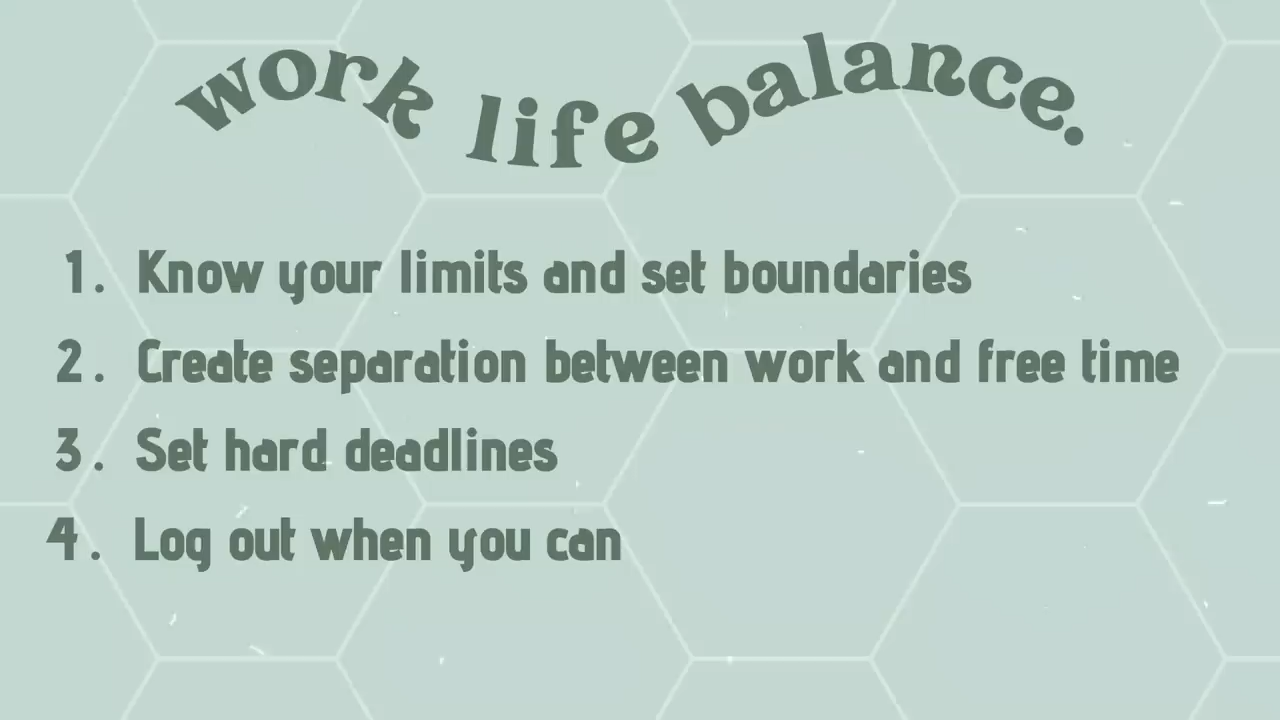 work life balance.
1. Know your limits and set boundaries
2. Create separation between work and free time
3. Set hard deadlines
4. Log out when you can